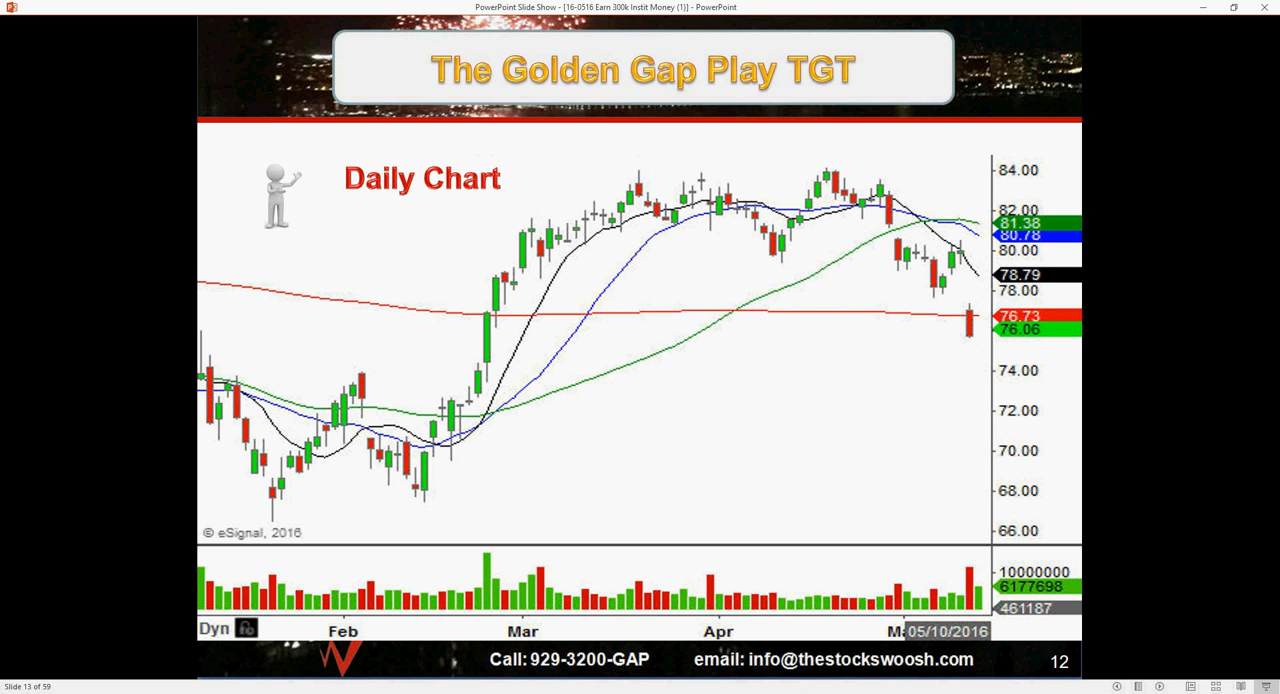 PowerPoint Slide Show - [16-0516 Earn 300k Instit Money (1)] - PowerPoint
The Golden Gap Play TGT
Daily Chart
84.00
82.00
81.38
80.78
80.00
78.79
78.00
76.73
76.06
74.00
72.00
70.00
68.00
66.00
© eSignal, 2016
10000000
6177698
461187
Dyn
Feb
Mar
Apr
05/10/2016
Call: 929-3200-GAP
email: info@thestockswoosh.com
12
Slide 13 of 59